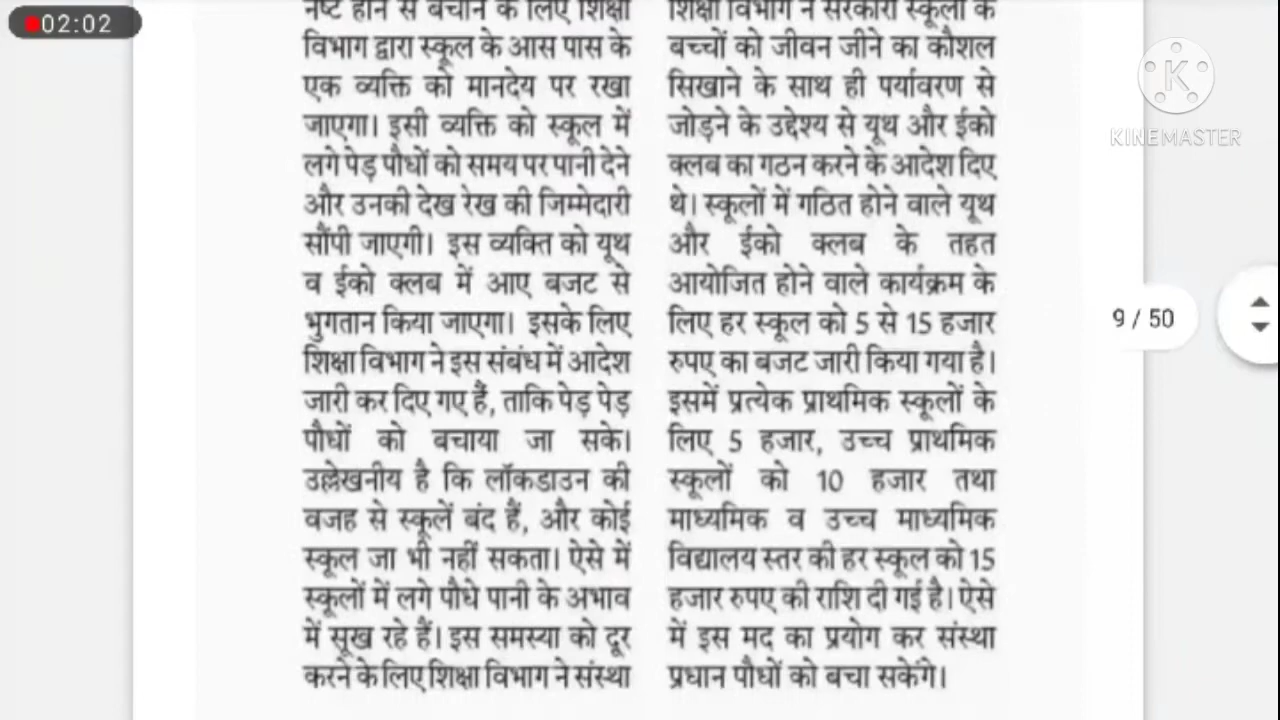 02:02
नष्ट होने से बचाने के लिए शिक्षा
विभाग द्वारा स्कूल के आस पास के
एक व्यक्ति को मानदेय पर रखा
जाएगा। इसी व्यक्ति को स्कूल में
लगे पेड़ पौधों को समय पर पानी देने
और उनकी देख रेख की जिम्मेदारी
सौंपी जाएगी। इस व्यक्ति को यूथ
व ईको क्लब में आए बजट से
भुगतान किया जाएगा। इसके लिए
शिक्षा विभाग ने इस संबंध में आदेश
जारी कर दिए गए हैं, ताकि पेड़ पेड़
पौधों को बचाया जा सके।
उल्लेखनीय है कि लॉकडाउन की
वजह से स्कूलें बंद हैं, और कोई
स्कूल जा भी नहीं सकता। ऐसे में
स्कूलों में लगे पौधे पानी के अभाव
में सूख रहे हैं। इस समस्या को दूर
करने के लिए शिक्षा विभाग ने संस्था
शिक्षा विभाग ने सरकारी स्कूलों के
बच्चों को जीवन जीने का कौशल
सिखाने के साथ ही पर्यावरण से
जोड़ने के उद्देश्य से यूथ और ईको
क्लब का गठन करने के आदेश दिए
थे। स्कूलों में गठित होने वाले यूथ
और ईको क्लब के तहत
आयोजित होने वाले कार्यक्रम के
लिए हर स्कूल को 5 से 15 हजार
रुपए का बजट जारी किया गया है।
इसमें प्रत्येक प्राथमिक स्कूलों के
लिए 5 हजार, उच्च प्राथमिक
स्कूलों को 10 हजार तथा
माध्यमिक व उच्च माध्यमिक
विद्यालय स्तर की हर स्कूल को 15
हजार रुपए की राशि दी गई है। ऐसे
में इस मद का प्रयोग कर संस्था
प्रधान पौधों को बचा सकेंगे।
K
KINEMASTER
9 / 50